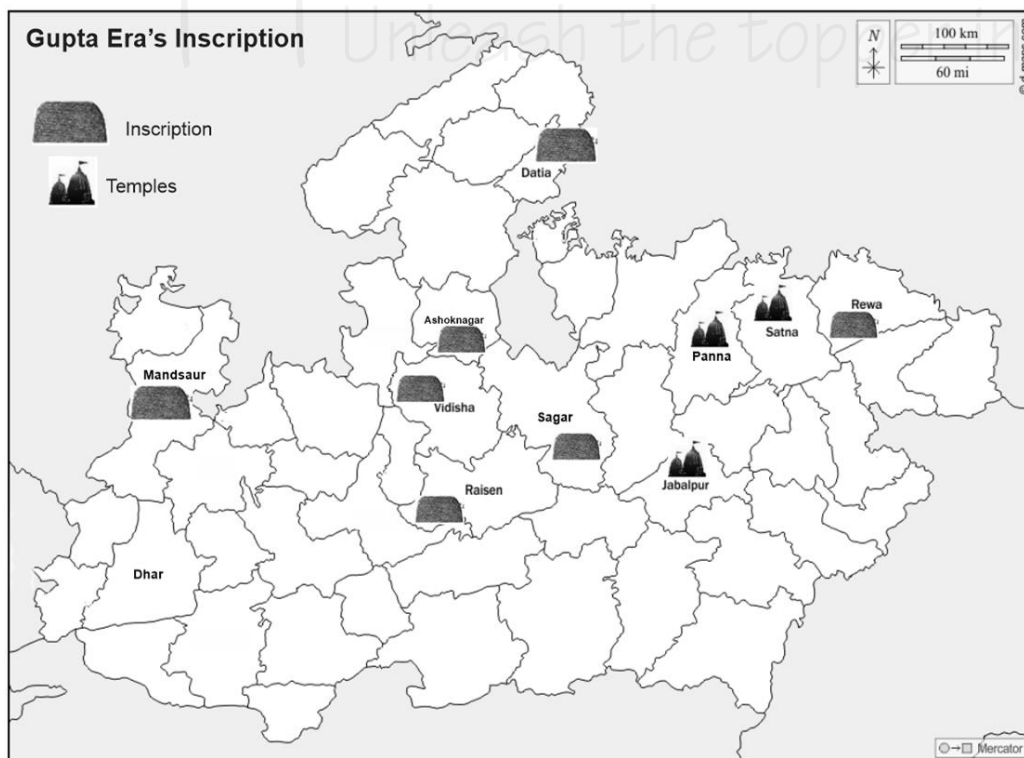 Unleash the topper in
Gupta Era's Inscription
N
100 km
60 mi
Inscription
Temples
Datia
Ashoknagar
Rewa
Satna
Panna
Mandsaur
Vidisha
Sagar
Jabalpur
Raisen
Dhar
Mercator